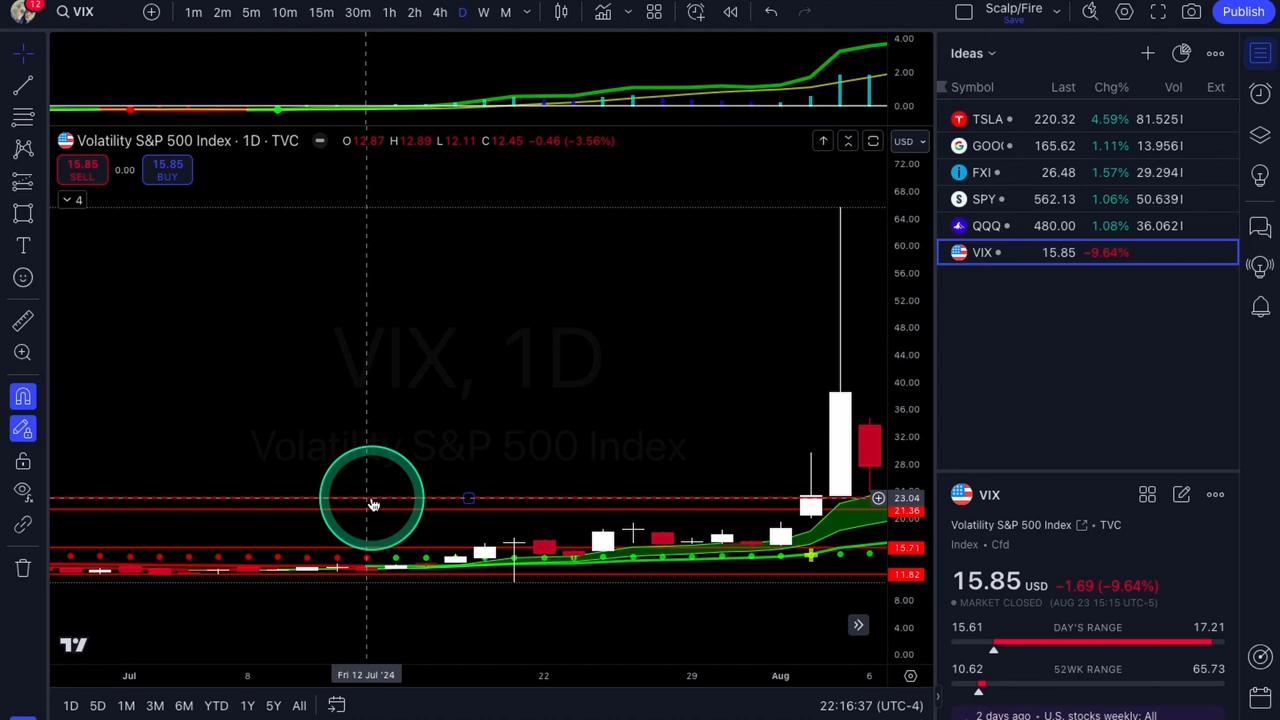 12
VIX
1m 2m 5m 10m 15m 30m 1h 2h 4h D W M
Scalp/Fire
Save
Publish
Volatility S&P 500 Index · 1D · TVC
O12.87 H12.89 L12.11 C12.45 -0.46 (-3.56%)
15.85
SELL
0.00
15.85
BUY
4
USD
4.00
2.00
0.00
72.00
68.00
64.00
60.00
56.00
52.00
48.00
44.00
40.00
36.00
32.00
28.00
23.04
21.36
20.00
15.71
11.82
8.00
4.00
0.00
VIX, 1D
Volatility S&P 500 Index
Jul
8
Fri 12 Jul '24
22
29
Aug
6
1D 5D 1M 3M 6M YTD 1Y 5Y All
22:16:37 (UTC-4)
Ideas
Symbol Last Chg% Vol Ext
TSLA 220.32 4.59% 81.525
GOO 165.62 1.11% 13.956
FXI 26.48 1.57% 29.294
SPY 562.13 1.06% 50.639
QQQ 480.00 1.08% 36.062
VIX 15.85 −9.64%
VIX
Volatility S&P 500 Index TVC
Index • Cfd
15.85 USD −1.69 (−9.64%)
MARKET CLOSED (AUG 23 15:15 UTC-5)
15.61 DAY'S RANGE 17.21
10.62 52WK RANGE 65.73
2 days ago • U.S. stocks weekly: All